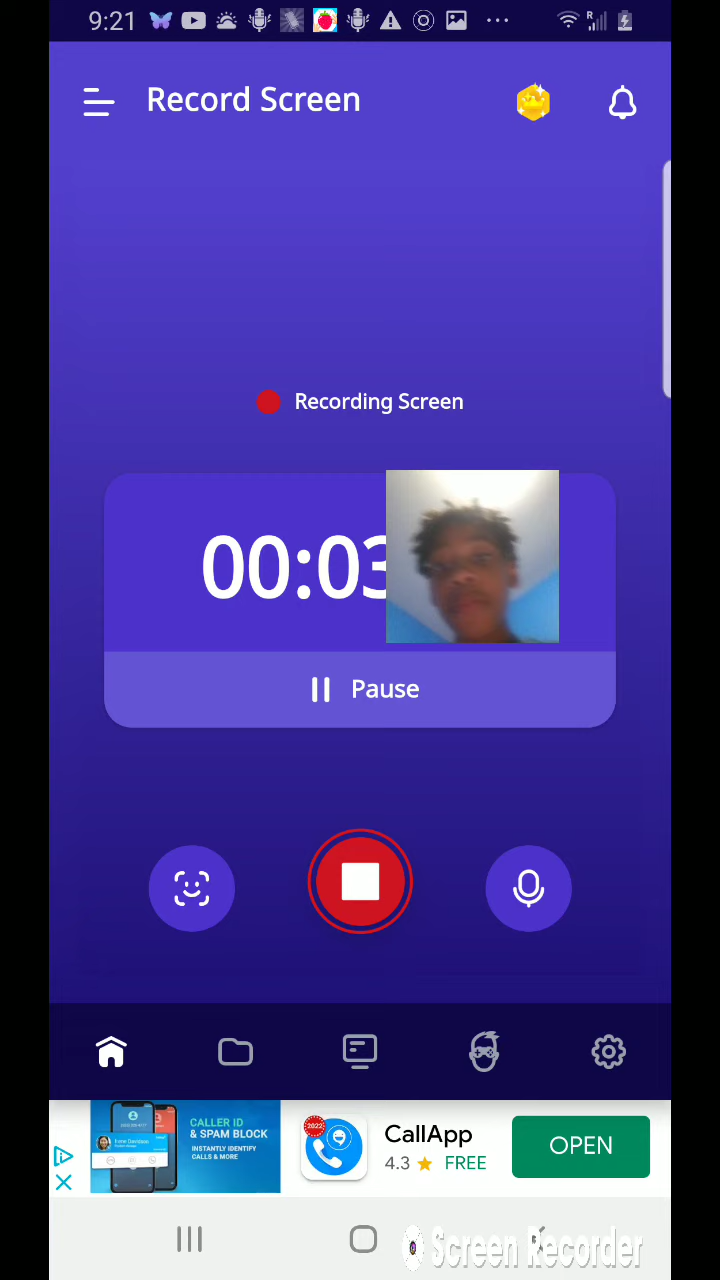 9:21
R
Record Screen
Recording Screen
00:03
Pause
CALLER ID
& SPAM BLOCK
INSTANTLY IDENTIFY
CALLS & MORE
2022
CallApp
4.3 ★ FREE
OPEN
Screen Recorder